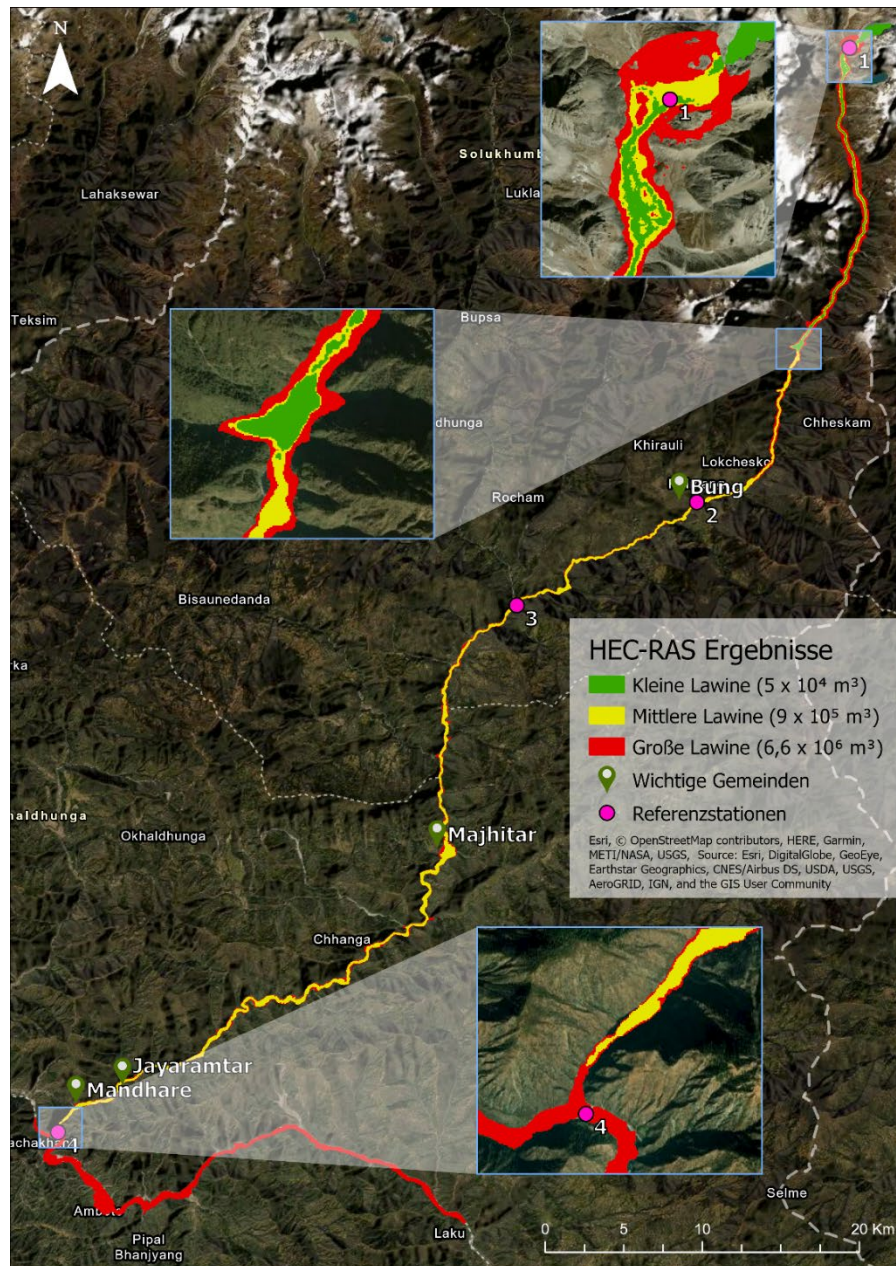 N
1
1
Solukhumb
Lahaksewar
Lukla
Teksim
Bupsa
dhunga
Chheskam
Khirauli
Lokchesko
Bung
Rocham
2
Bisaunedanda
3
rka
HEC-RAS Ergebnisse
Kleine Lawine (5 x 10⁴ m³)
Mittlere Lawine (9 x 10⁵ m³)
Große Lawine (6,6 x 10⁶ m³)
Wichtige Gemeinden
Referenzstationen
Esri, © OpenStreetMap contributors, HERE, Garmin,
METI/NASA, USGS, Source: Esri, DigitalGlobe, GeoEye,
Earthstar Geographics, CNES/Airbus DS, USDA, USGS,
AeroGRID, IGN, and the GIS User Community
haldhunga
Okhaldhunga
Majhitar
Chhanga
Jayaramtar
Mandhare
4
4
Selme
Pipal
Bhanjyang
Laku
0 5 10 20 Km